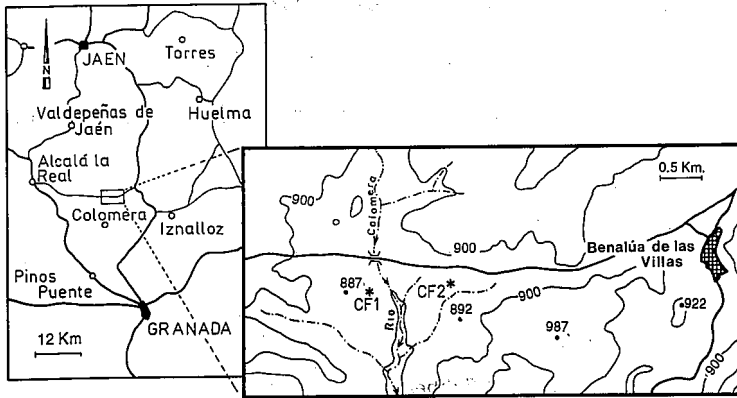 JAEN
Torres
N
Valdepeñas de
Jaén
Huelma
Alcalá la
Real
Colomera
Iznalloz
Pinos
Puente
GRANADA
12 Km
0.5 Km.
900
Colomera
900
Benalúa de las
Villas
887
CF1
CF2
Rio
892
900
922
987
900